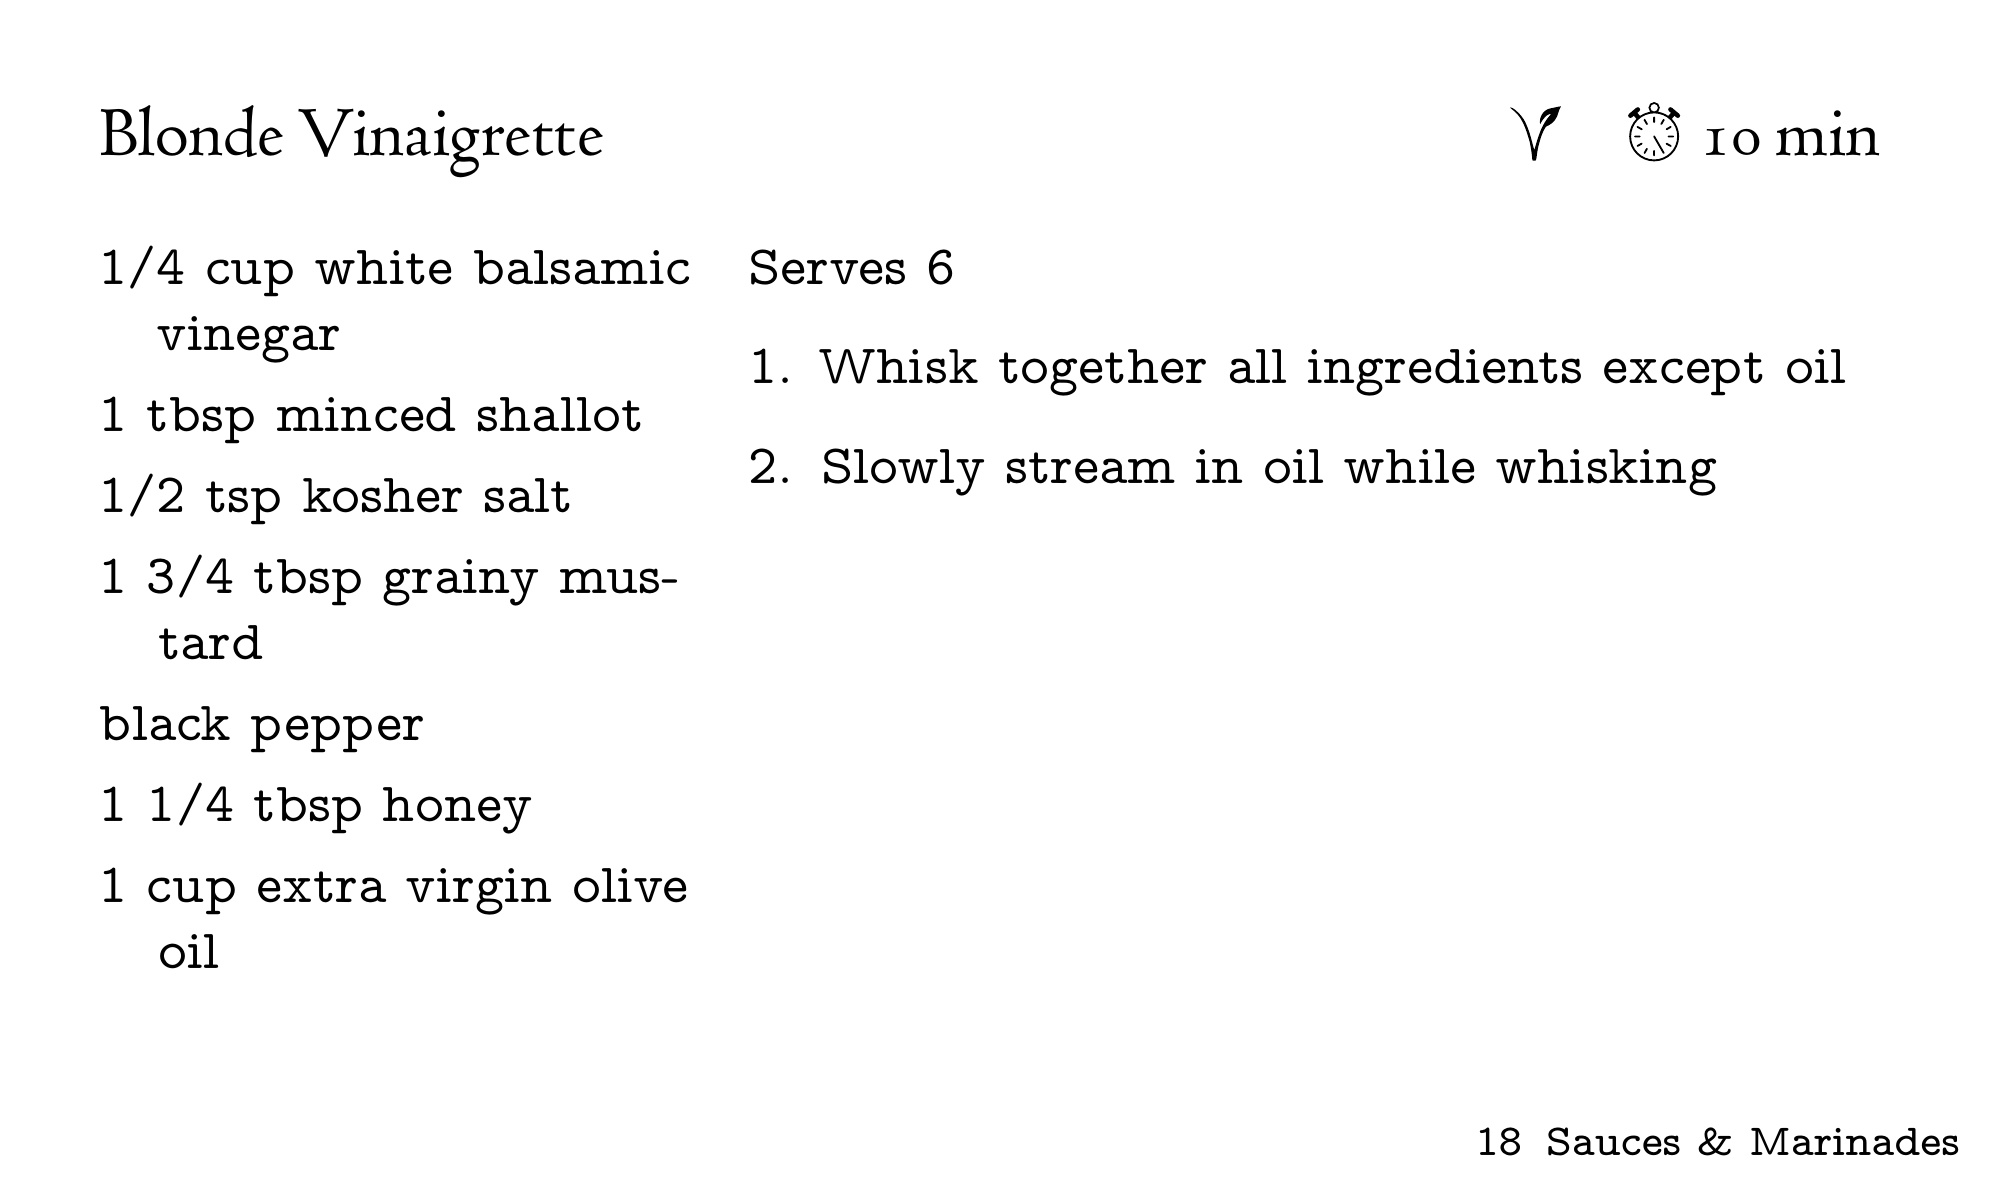 Blonde Vinaigrette
10 min
1/4 cup white balsamic
vinegar
1 tbsp minced shallot
1/2 tsp kosher salt
1 3/4 tbsp grainy mus-
tard
black pepper
1 1/4 tbsp honey
1 cup extra virgin olive
oil
Serves 6
1. Whisk together all ingredients except oil
2. Slowly stream in oil while whisking
18 Sauces & Marinades